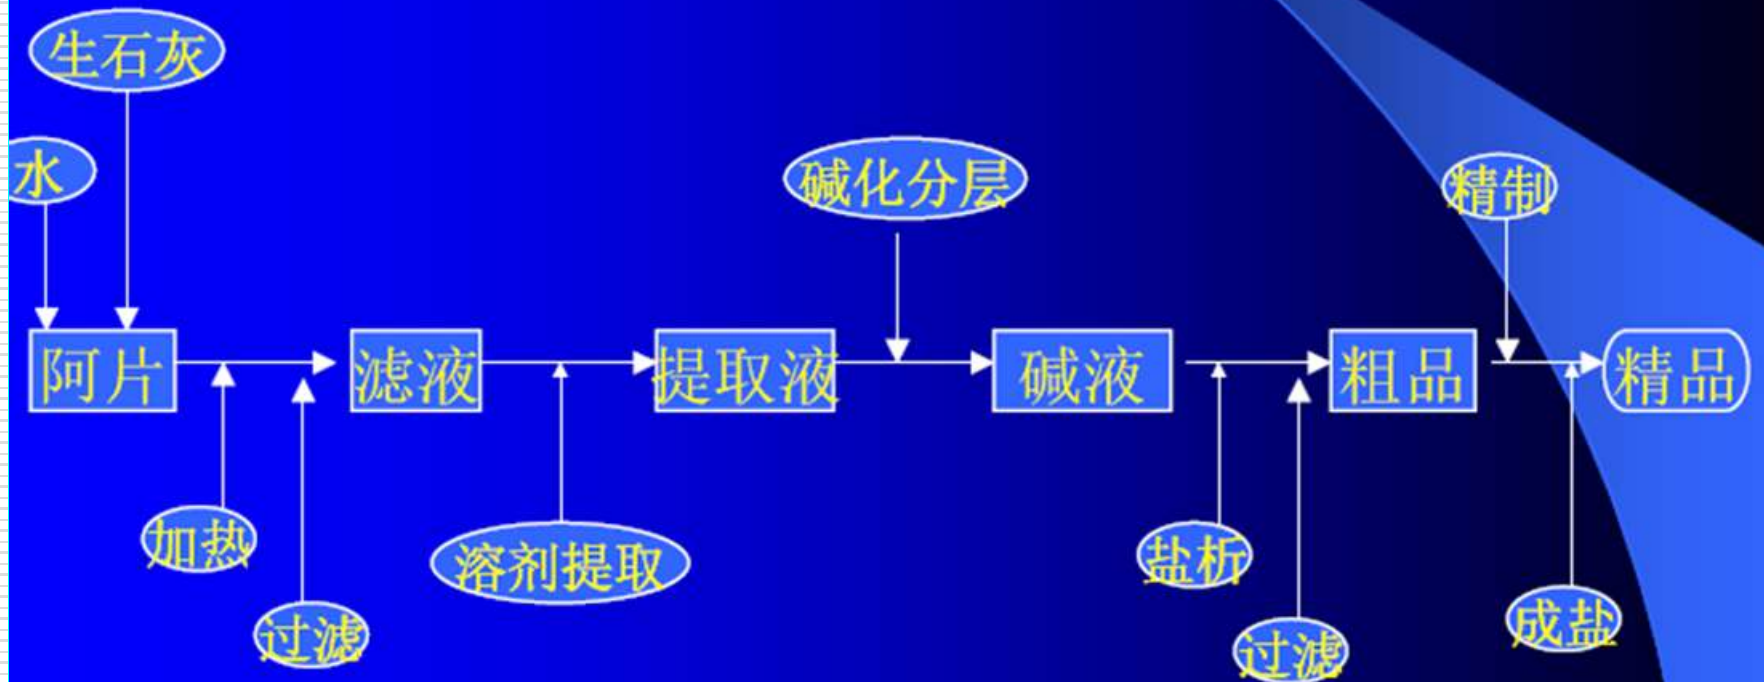 生石灰
水
碱化分层
精制
阿片
滤液
提取液
碱液
粗品
精品
加热
溶剂提取
盐析
过滤
成盐
过滤